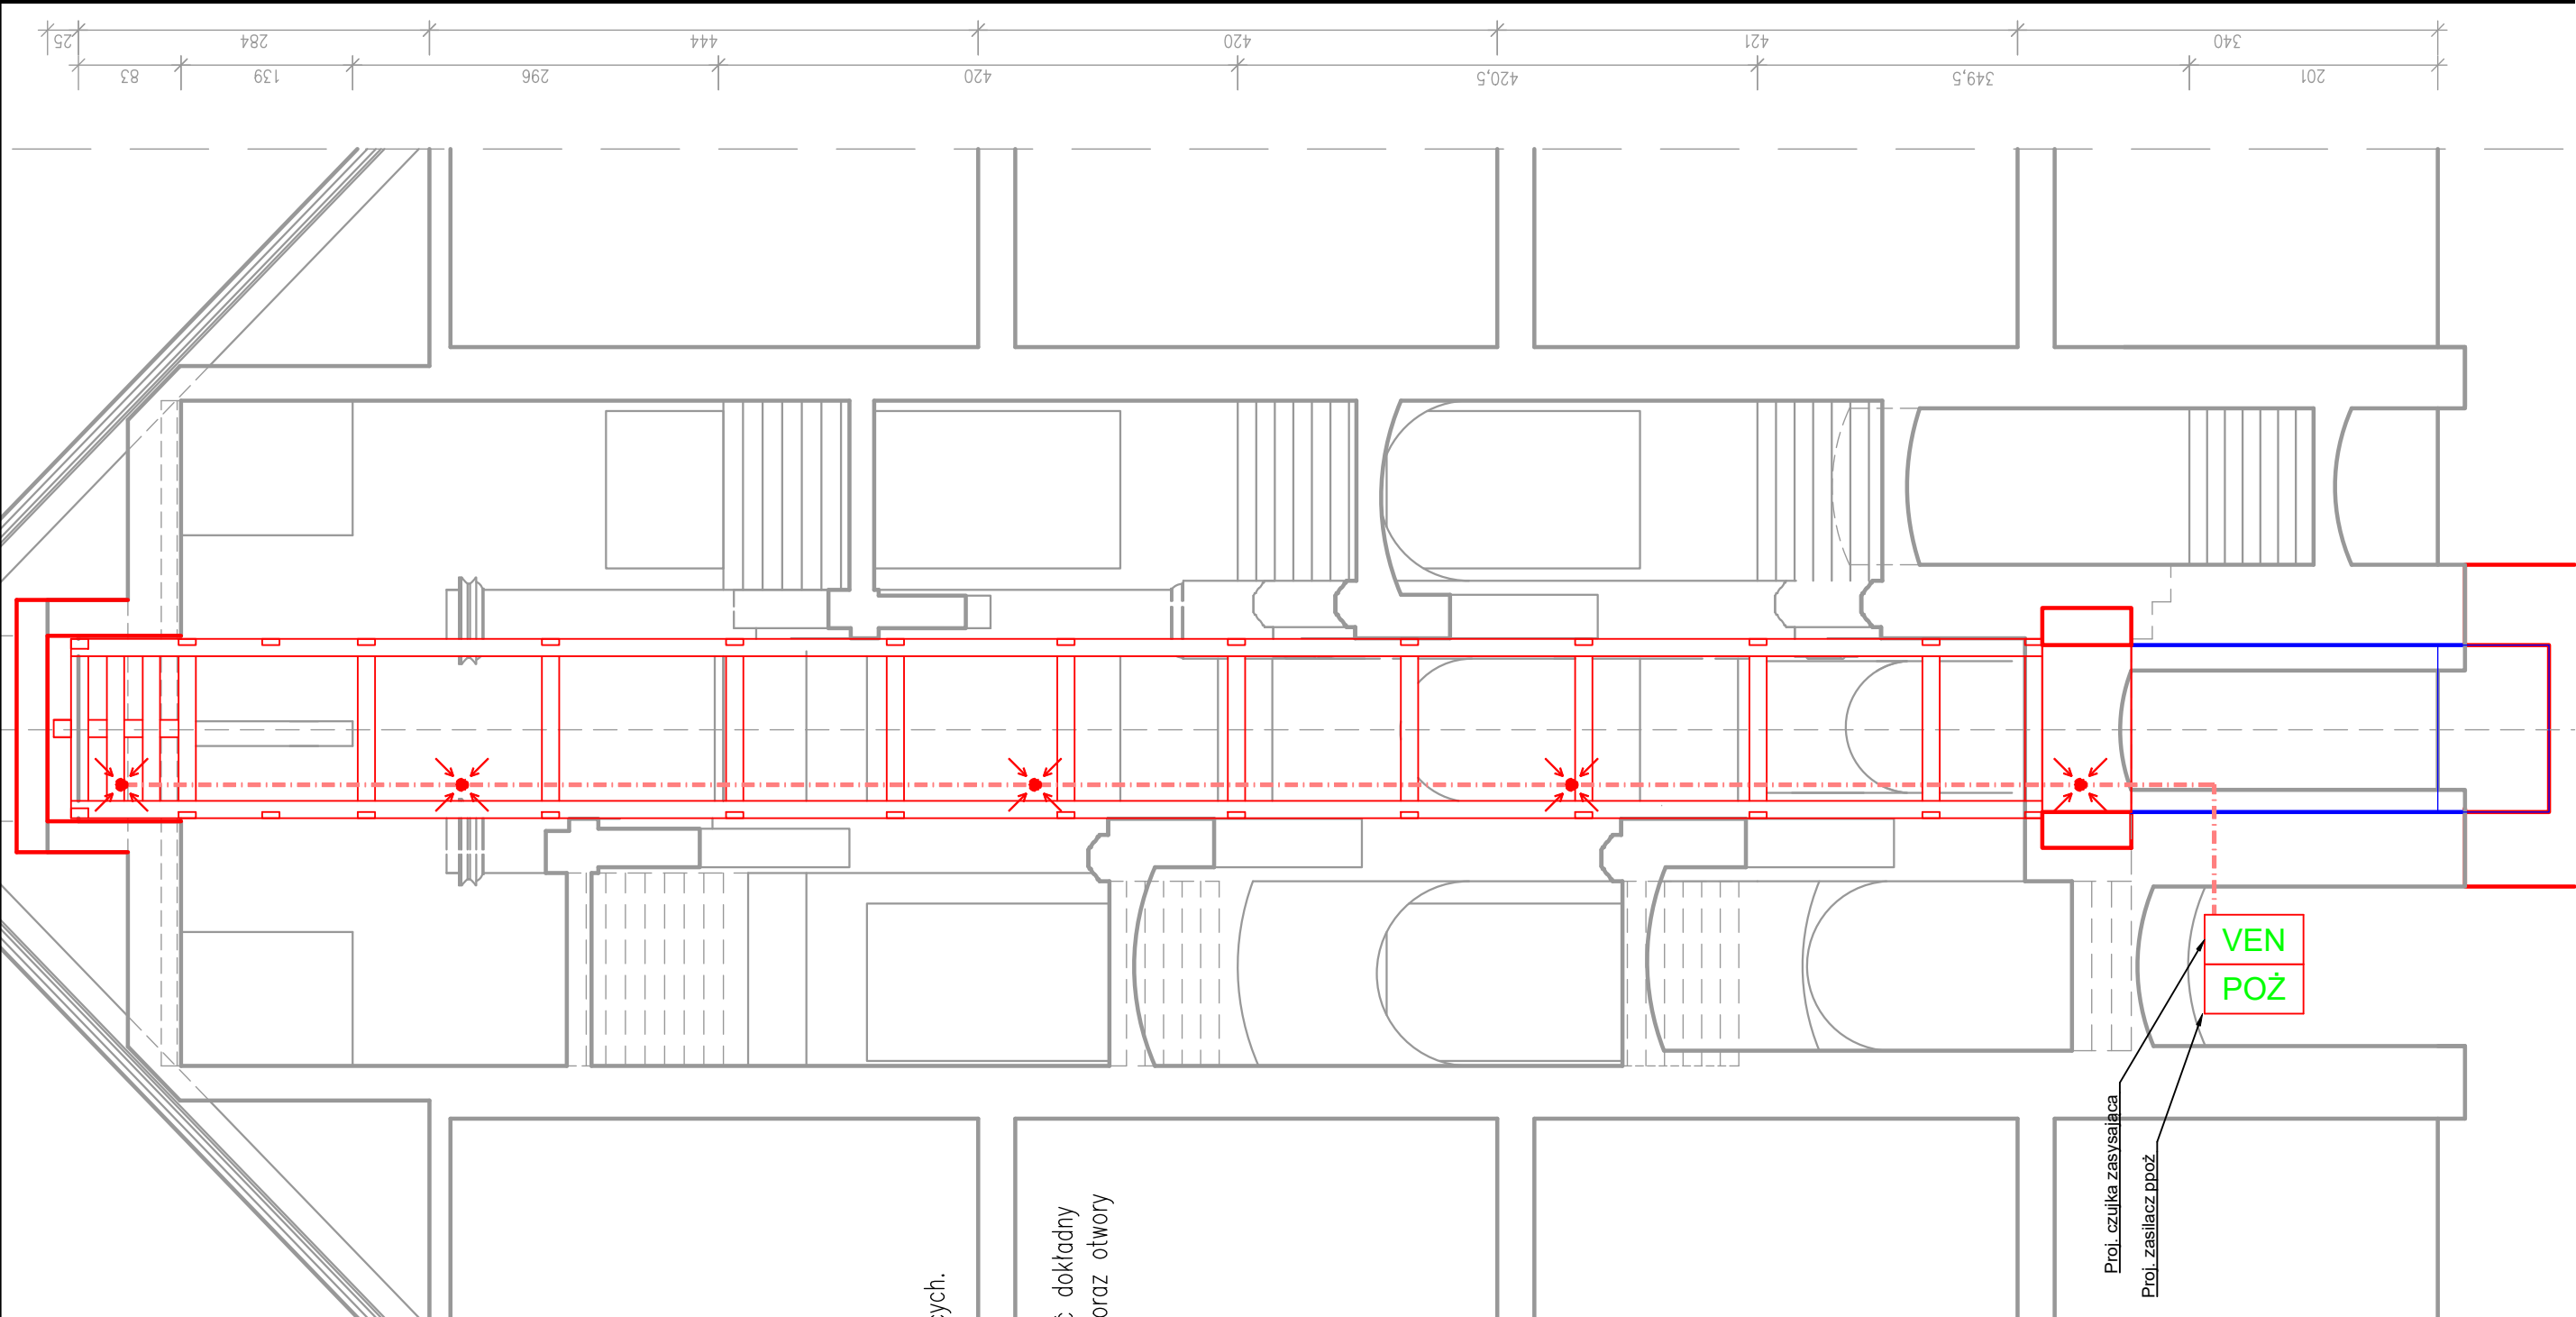 25
284
444
420
421
340
83
139
296
420
420,5
349,5
201
VEN
POŻ
Proj. czujka zasysająca
Proj. zasilacz ppoż
dokładny
oraz otwory